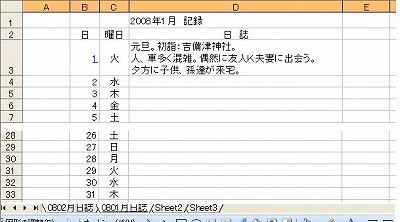 A B C D E F
1 2008年1月 記録
2 日 曜日 日 誌
元旦。初詣:吉備津神社。
人、車多く混雑。偶然に友人K夫妻に出会う。
3 1 火 夕方に子供、孫達が来宅。
4 2 水
5 3 木
6 4 金
7 5 土
28 26 土
29 27 日
30 28 月
31 29 火
32 30 水
33 31 木
0802月日誌 0801月日誌 Sheet2 Sheet3